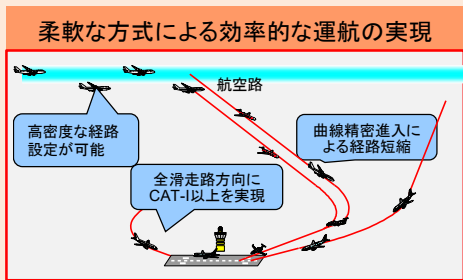 柔軟な方式による効率的な運航の実現
航空路
高密度な経路
設定が可能
曲線精密進入に
よる経路短縮
全滑走路方向に
CAT-I以上を実現